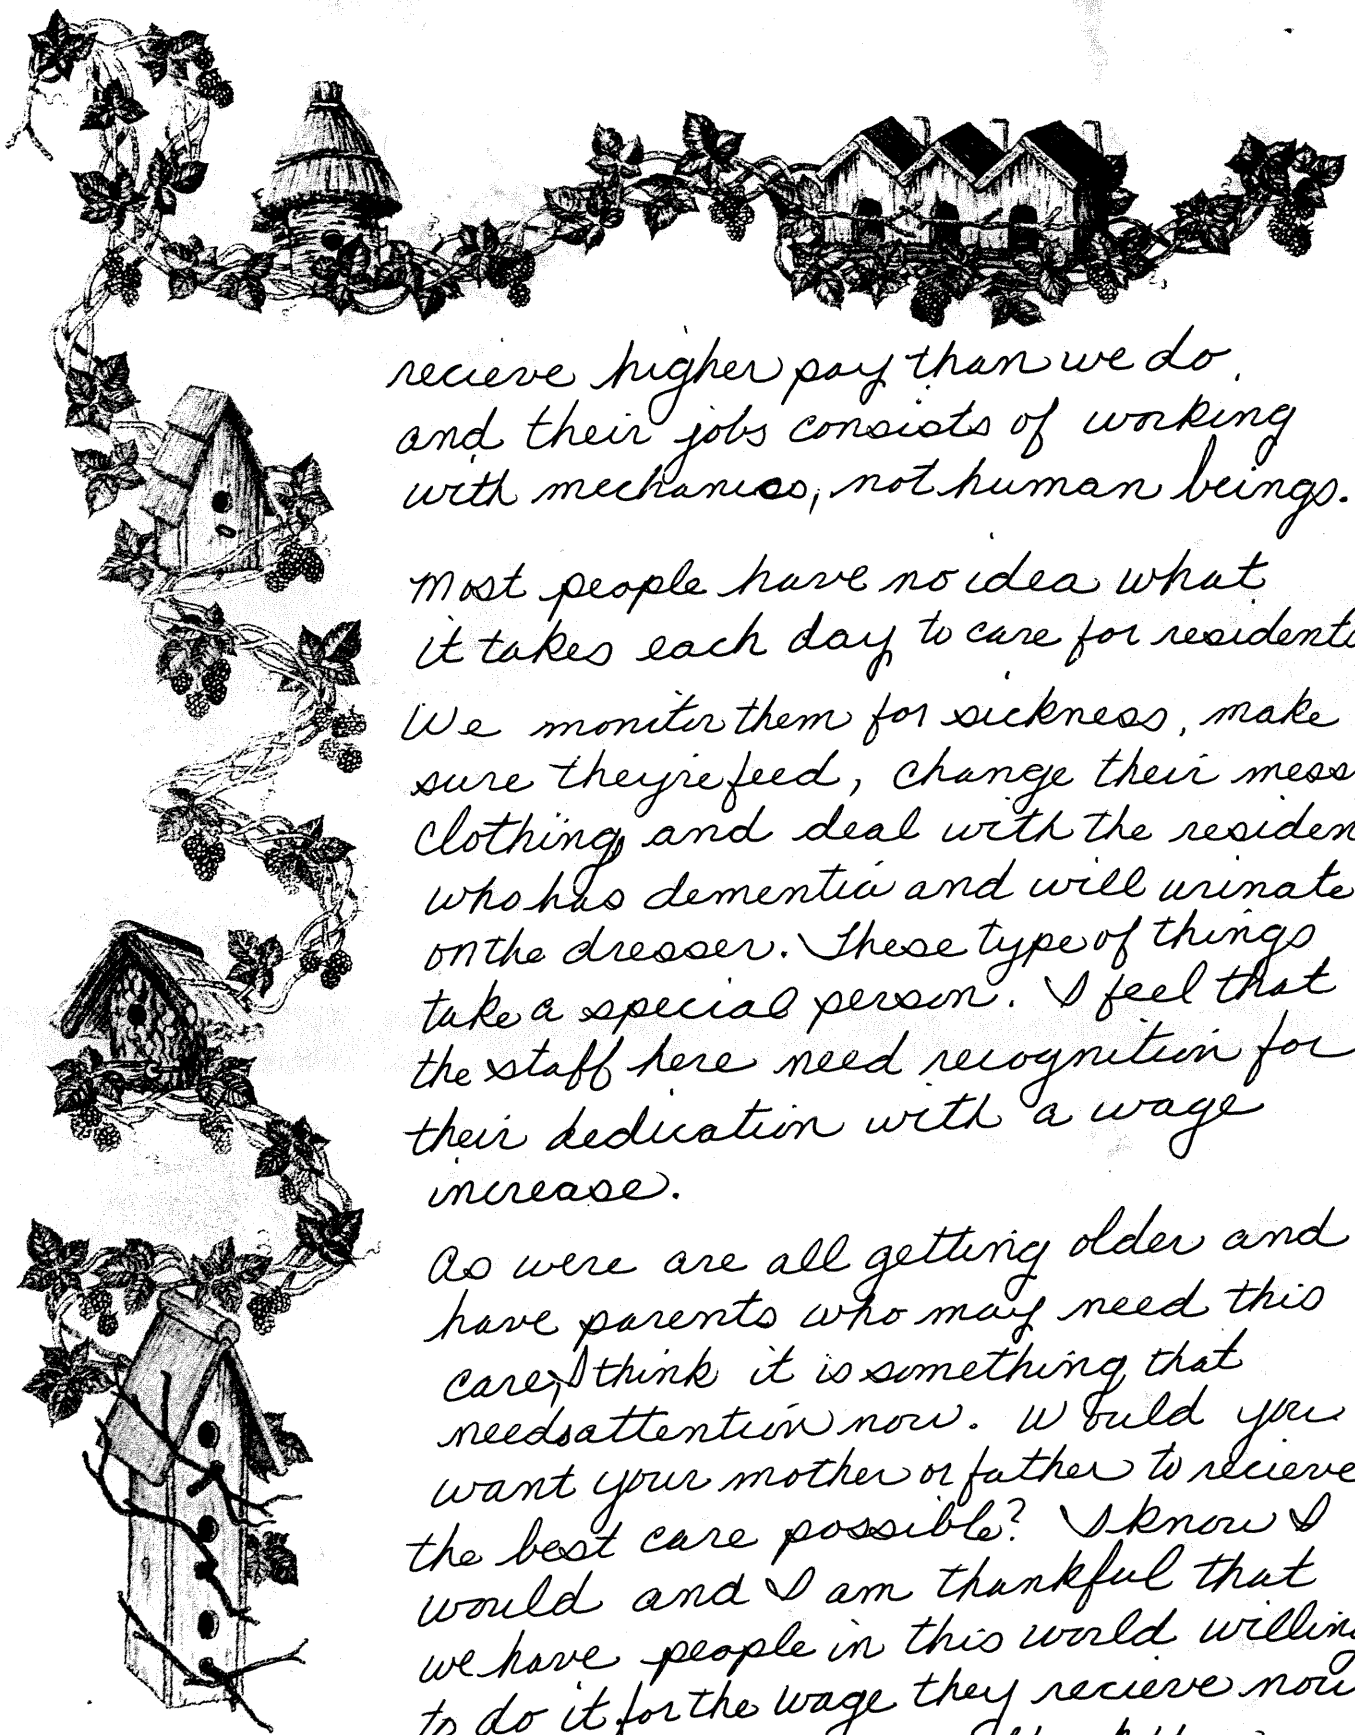 recieve higher pay than we do,
and their jobs consists of working
with mechanics, not human beings.
Most people have no idea what
it takes each day to care for residents
We monitor them for sickness, make
sure they're feed, change their mess
clothing, and deal with the residen
who has dementia and will urinate
on the dresser. These type of things
take a special person. I feel that
the staff here need recognition for
their dedication with a wage
increase.
As were are all getting older and
have parents who may need this
care, I think it is something that
needs attention now. Would you
want your mother or father to recieve
the best care possible? I know I
would and I am thankful that
we have people in this world willing
to do it for the wage they recieve now